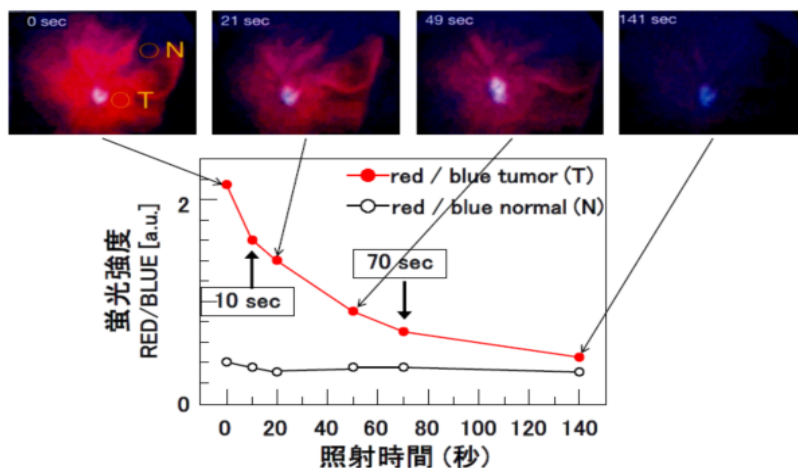 0 sec
21 sec
49 sec
141 sec
N
T
red / blue tumor (T)
red / blue normal (N)
2
70 sec
10 sec
蛍光強度
RED/BLUE [a.u.]
0
0 20 40 60 80 100 120 140
照射時間 (秒)